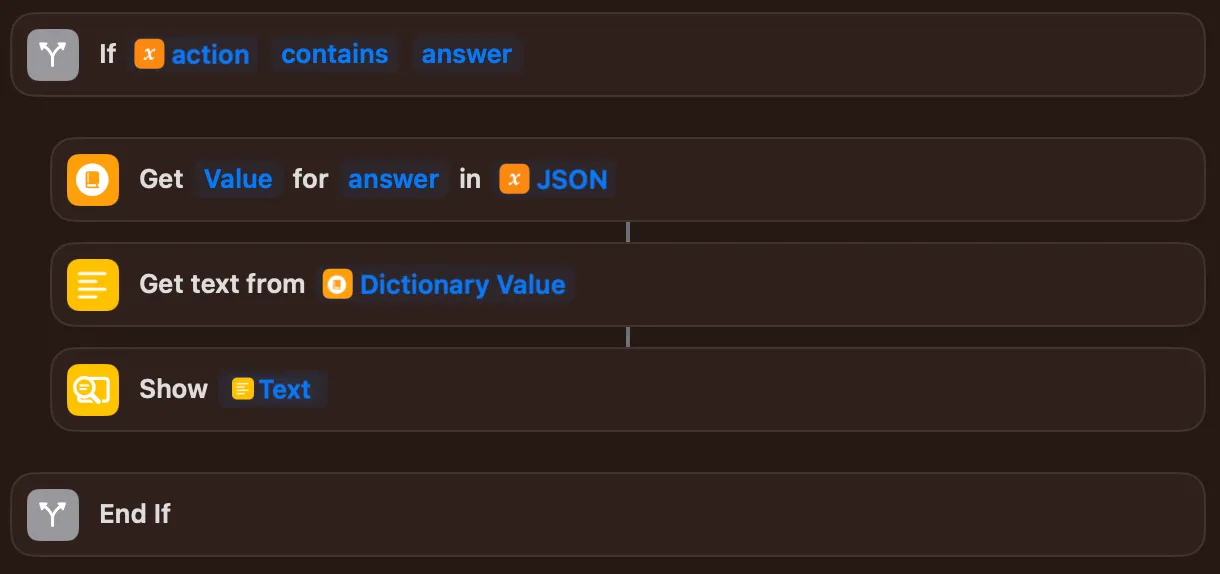 If x action contains answer
Get Value for answer in x JSON
Get text from Dictionary Value
Show Text
End If